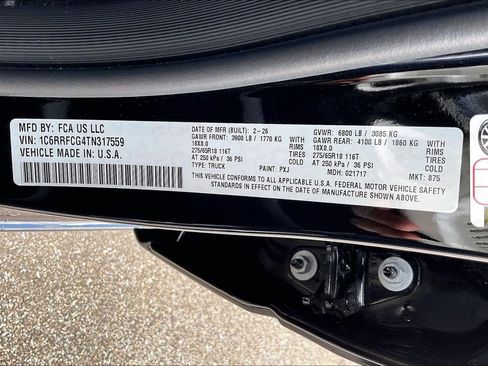 MFD BY: FCA US LLC
VIN: 1C6RRFCG4TN317559
VEHICLE MADE IN: U.S.A.
DATE OF MFR (BUILT): 2-26 GVWR: 6800 LB / 3085 KG
GAWR FRONT: 3900 LB / 1770 KG WITH GAWR REAR: 4100 LB / 1860 KG WITH
18X8.0 RIMS 18X8.0 RIMS
275/65R18 116T TIRES 275/65R18 116T TIRES
AT 250 kPa / 36 PSI AT 250 kPa / 36 PSI
THIS VEHICLE CONFORMS TO ALL APPLICABLE U.S.A. FEDERAL MOTOR VEHICLE SAFETY
STANDARDS IN EFFECT ON THE DATE OF MANUFACTURE SHOWN ABOVE.
TYPE: TRUCK PAINT: PXJ MDH: 021717 MKT: 875